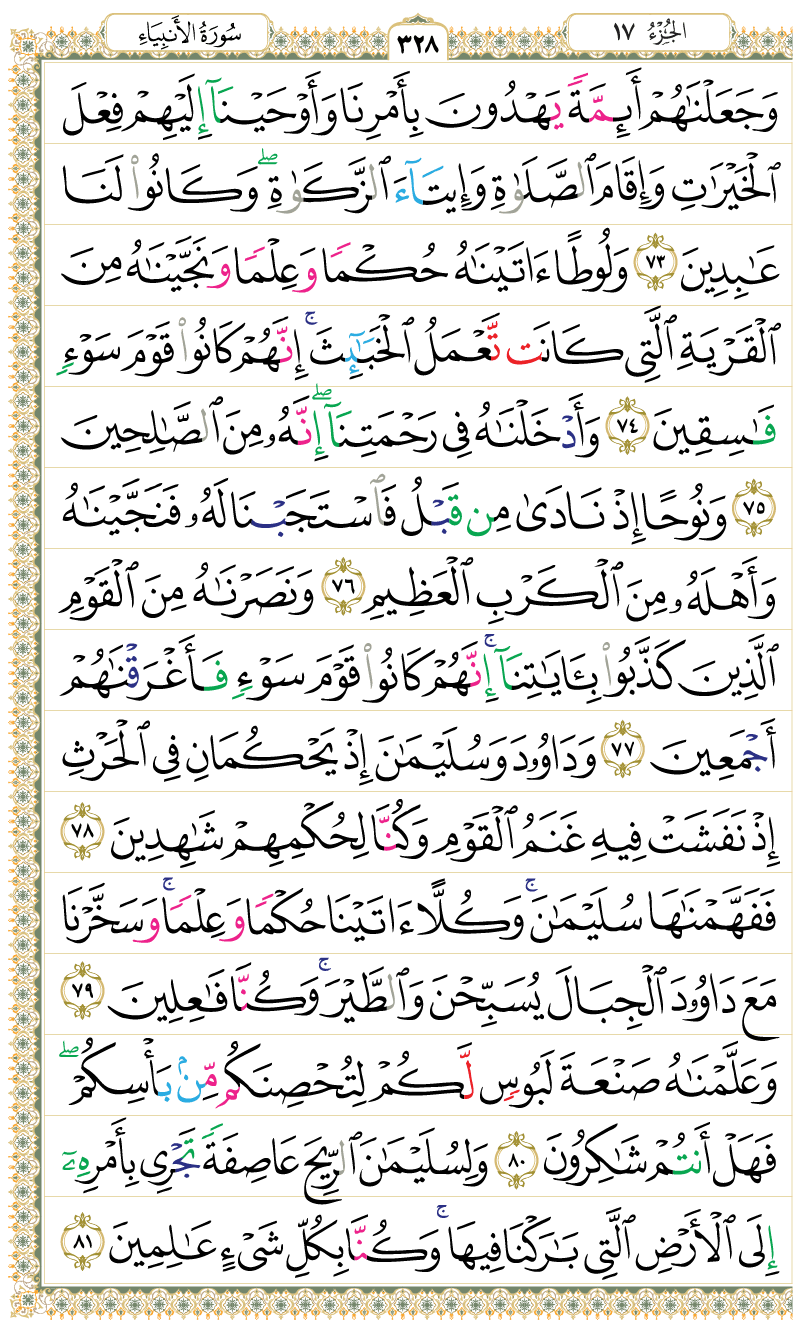 الجُزْءُ ١٧
٣٢٨
سُورَةُ الأَنبِيَاءِ
وَجَعَلْنَٰهُمْ أَئِمَّةً يَهْدُونَ بِأَمْرِنَا وَأَوْحَيْنَآ إِلَيْهِمْ فِعْلَ
ٱلْخَيْرَٰتِ وَإِقَامَ ٱلصَّلَوٰةِ وَإِيتَآءَ ٱلزَّكَوٰةِ ۖ وَكَانُوا۟ لَنَا
عَٰبِدِينَ ٧٣ وَلُوطًا ءَاتَيْنَٰهُ حُكْمًا وَعِلْمًا وَنَجَّيْنَٰهُ مِنَ
ٱلْقَرْيَةِ ٱلَّتِى كَانَت تَّعْمَلُ ٱلْخَبَٰٓئِثَ ۚ إِنَّهُمْ كَانُوا۟ قَوْمَ سَوْءٍ
فَٰسِقِينَ ٧٤ وَأَدْخَلْنَٰهُ فِى رَحْمَتِنَآ ۖ إِنَّهُۥ مِنَ ٱلصَّٰلِحِينَ
٧٥ وَنُوحًا إِذْ نَادَىٰ مِن قَبْلُ فَٱسْتَجَبْنَا لَهُۥ فَنَجَّيْنَٰهُ
وَأَهْلَهُۥ مِنَ ٱلْكَرْبِ ٱلْعَظِيمِ ٧٦ وَنَصَرْنَٰهُ مِنَ ٱلْقَوْمِ
ٱلَّذِينَ كَذَّبُوا۟ بِـَٔايَٰتِنَآ ۚ إِنَّهُمْ كَانُوا۟ قَوْمَ سَوْءٍ فَأَغْرَقْنَٰهُمْ
أَجْمَعِينَ ٧٧ وَدَاوُۥدَ وَسُلَيْمَٰنَ إِذْ يَحْكُمَانِ فِى ٱلْحَرْثِ
إِذْ نَفَشَتْ فِيهِ غَنَمُ ٱلْقَوْمِ وَكُنَّا لِحُكْمِهِمْ شَٰهِدِينَ ٧٨
فَفَهَّمْنَٰهَا سُلَيْمَٰنَ ۚ وَكُلًّا ءَاتَيْنَا حُكْمًا وَعِلْمًا ۚ وَسَخَّرْنَا
مَعَ دَاوُۥدَ ٱلْجِبَالَ يُسَبِّحْنَ وَٱلطَّيْرَ ۚ وَكُنَّا فَٰعِلِينَ ٧٩
وَعَلَّمْنَٰهُ صَنْعَةَ لَبُوسٍ لَّكُمْ لِتُحْصِنَكُم مِّنۢ بَأْسِكُمْ ۖ
فَهَلْ أَنتُمْ شَٰكِرُونَ ٨٠ وَلِسُلَيْمَٰنَ ٱلرِّيحَ عَاصِفَةً تَجْرِى بِأَمْرِهِۦٓ
إِلَى ٱلْأَرْضِ ٱلَّتِى بَٰرَكْنَا فِيهَا ۚ وَكُنَّا بِكُلِّ شَىْءٍ عَٰلِمِينَ ٨١